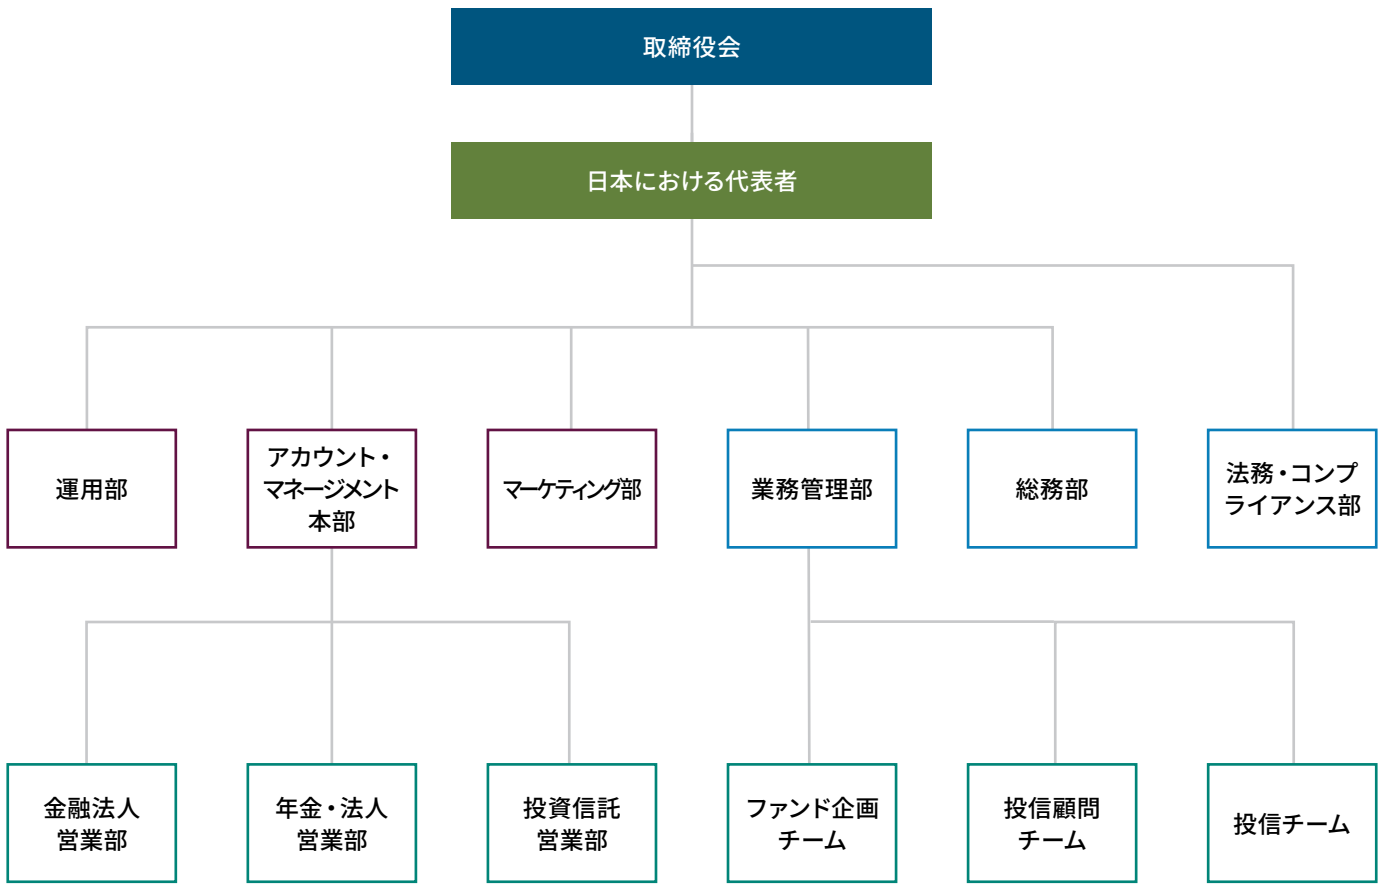 取締役会
日本における代表者
運用部
アカウント・
マネージメント
本部
マーケティング部
業務管理部
総務部
法務・コンプ
ライアンス部
金融法人
営業部
年金・法人
営業部
投資信託
営業部
ファンド企画
チーム
投信顧問
チーム
投信チーム